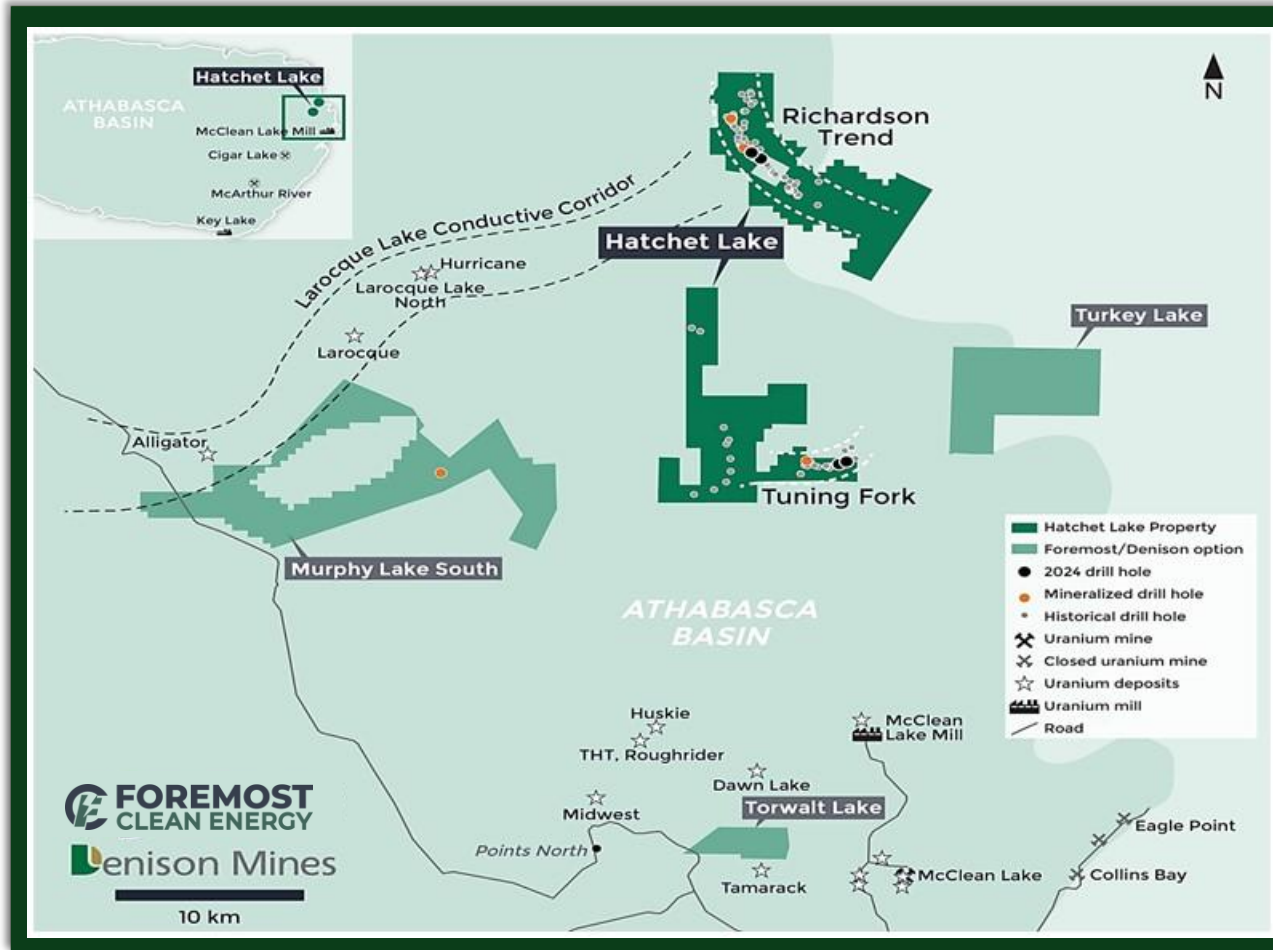 Hatchet Lake
ATHABASCA
BASIN
McClean Lake Mill
Cigar Lake
McArthur River
Key Lake
N
Richardson
Trend
Larocque Lake Conductive Corridor
Hatchet Lake
Hurricane
Larocque Lake
North
Larocque
Turkey Lake
Alligator
Tuning Fork
Murphy Lake South
Hatchet Lake Property
Foremost/Denison option
2024 drill hole
Mineralized drill hole
Historical drill hole
Uranium mine
Closed uranium mine
Uranium deposits
Uranium mill
Road
ATHABASCA
BASIN
Huskie
THT, Roughrider
McClean
Lake Mill
Dawn Lake
Midwest
Torwalt Lake
Points North
Tamarack
McClean Lake
Eagle Point
Collins Bay
FOREMOST
CLEAN ENERGY
Denison Mines
10 km